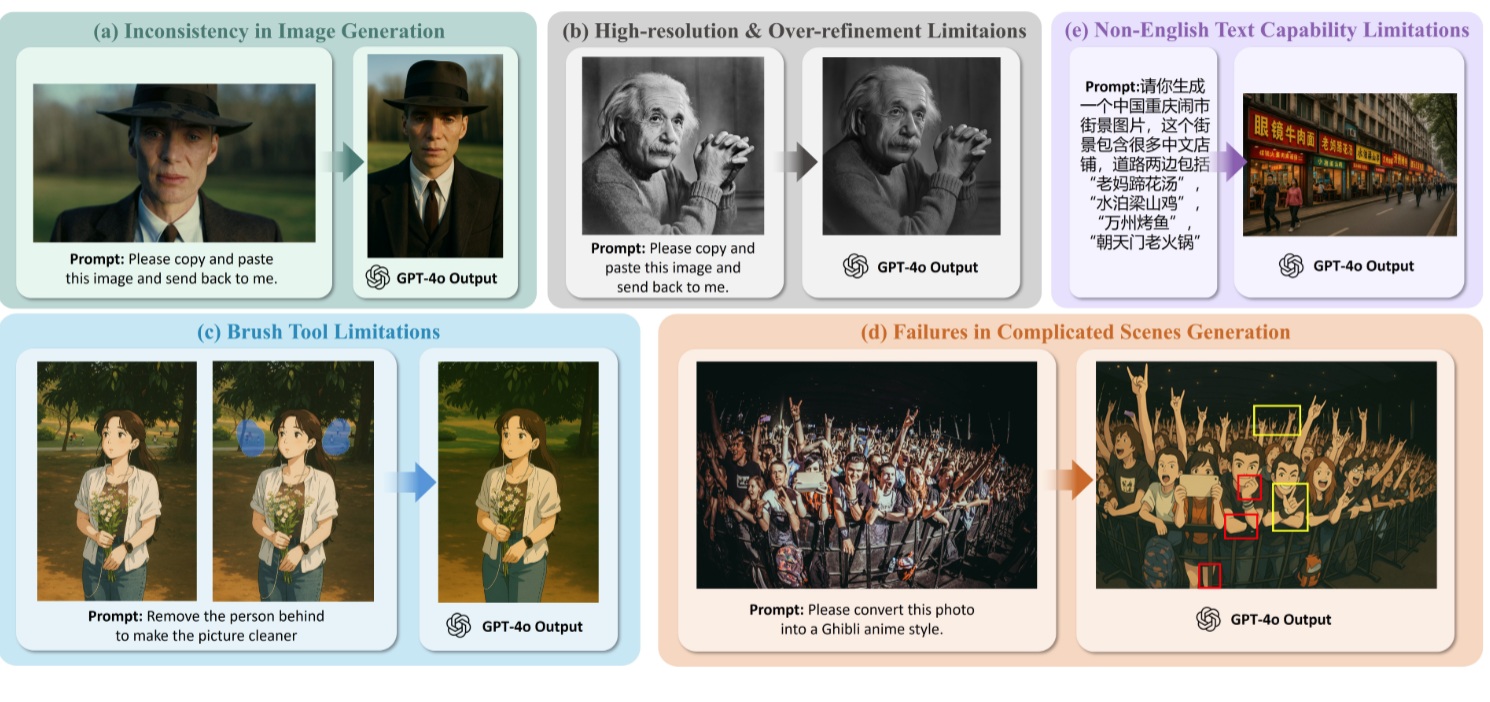 (a) Inconsistency in Image Generation
Prompt: Please copy and paste
this image and send back to me.
GPT-4o Output
(b) High-resolution & Over-refinement Limitaions
Prompt: Please copy and
paste this image and
send back to me.
GPT-4o Output
(e) Non-English Text Capability Limitations
Prompt:请你生成
一个中国重庆闹市
街景图片，这个街
景包含很多中文店
铺，道路两边包括
“老妈蹄花汤”，
“水泊梁山鸡”，
“万州烤鱼”，
“朝天门老火锅”
眼镜牛肉面
GPT-4o Output
(c) Brush Tool Limitations
Prompt: Remove the person behind
to make the picture cleaner
GPT-4o Output
(d) Failures in Complicated Scenes Generation
Prompt: Please convert this photo
into a Ghibli anime style.
GPT-4o Output